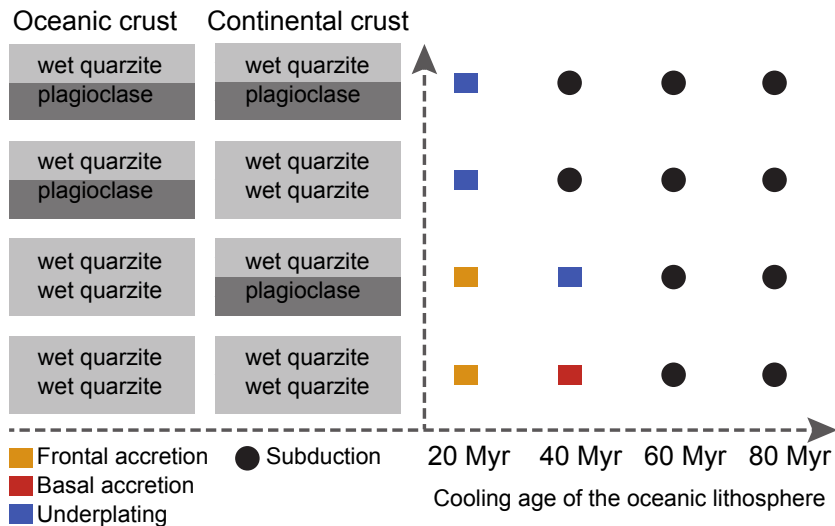 Oceanic crust Continental crust
wet quarzite wet quarzite
plagioclase plagioclase
wet quarzite wet quarzite
plagioclase wet quarzite
wet quarzite wet quarzite
wet quarzite plagioclase
wet quarzite wet quarzite
wet quarzite wet quarzite
Frontal accretion Subduction 20 Myr 40 Myr 60 Myr 80 Myr
Basal accretion Cooling age of the oceanic lithosphere
Underplating